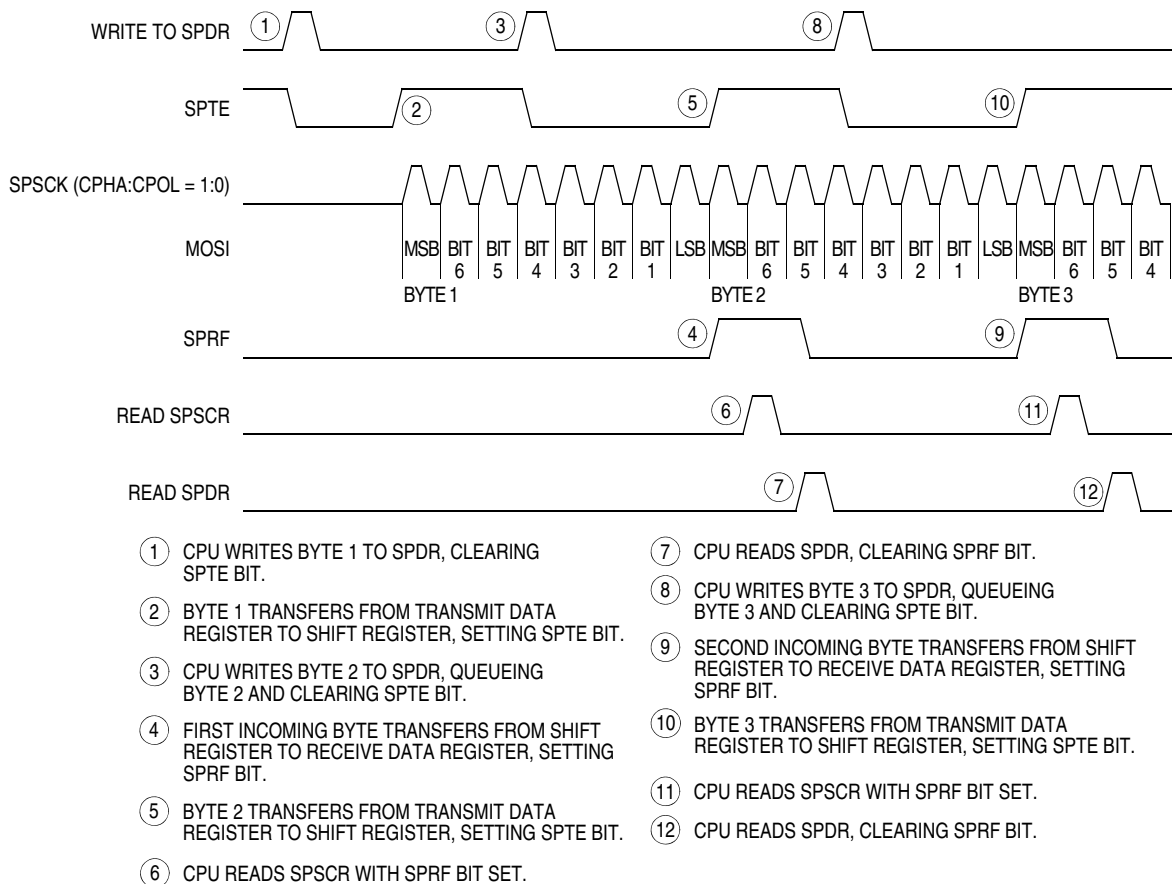 WRITE TO SPDR
1
3
8
SPTE
2
5
10
SPSCK (CPHA:CPOL = 1:0)
MOSI
MSB BIT 6 BIT 5 BIT 4 BIT 3 BIT 2 BIT 1 LSB MSB BIT 6 BIT 5 BIT 4 BIT 3 BIT 2 BIT 1 LSB MSB BIT 6 BIT 5 BIT 4
BYTE 1
BYTE 2
BYTE 3
SPRF
4
9
READ SPSCR
6
11
READ SPDR
7
12
1 CPU WRITES BYTE 1 TO SPDR, CLEARING
SPTE BIT.
2 BYTE 1 TRANSFERS FROM TRANSMIT DATA
REGISTER TO SHIFT REGISTER, SETTING SPTE BIT.
3 CPU WRITES BYTE 2 TO SPDR, QUEUEING
BYTE 2 AND CLEARING SPTE BIT.
4 FIRST INCOMING BYTE TRANSFERS FROM SHIFT
REGISTER TO RECEIVE DATA REGISTER, SETTING
SPRF BIT.
5 BYTE 2 TRANSFERS FROM TRANSMIT DATA
REGISTER TO SHIFT REGISTER, SETTING SPTE BIT.
6 CPU READS SPSCR WITH SPRF BIT SET.
7 CPU READS SPDR, CLEARING SPRF BIT.
8 CPU WRITES BYTE 3 TO SPDR, QUEUEING
BYTE 3 AND CLEARING SPTE BIT.
9 SECOND INCOMING BYTE TRANSFERS FROM SHIFT
REGISTER TO RECEIVE DATA REGISTER, SETTING
SPRF BIT.
10 BYTE 3 TRANSFERS FROM TRANSMIT DATA
REGISTER TO SHIFT REGISTER, SETTING SPTE BIT.
11 CPU READS SPSCR WITH SPRF BIT SET.
12 CPU READS SPDR, CLEARING SPRF BIT.